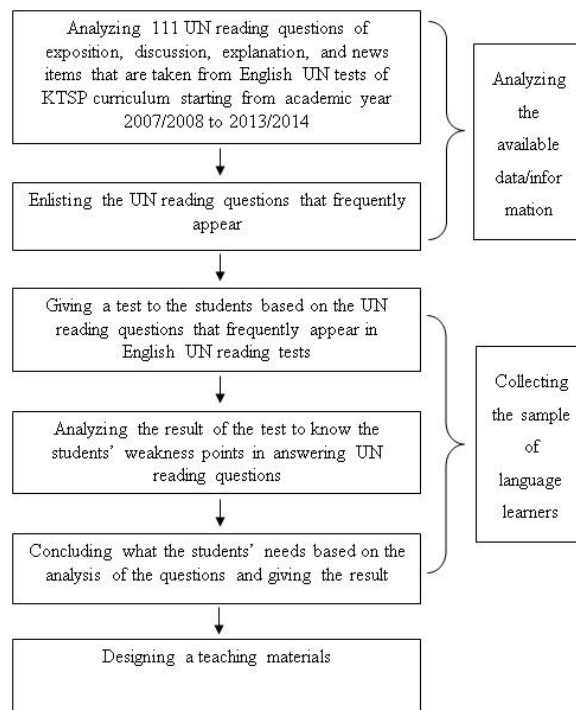 Analyzing 111 UN reading questions of
exposition, discussion, explanation, and news
items that are taken from English UN tests of
KTSP curriculum starting from academic year
2007/2008 to 2013/2014
Analyzing
the
available
data/infor
mation
Enlisting the UN reading questions that frequently
appear
Giving a test to the students based on the UN
reading questions that frequently appear in
English UN reading tests
Collecting
the sample
of
language
learners
Analyzing the result of the test to know the
students’ weakness points in answering UN
reading questions
Concluding what the students’ needs based on the
analysis of the questions and giving the result
Designing a teaching materials